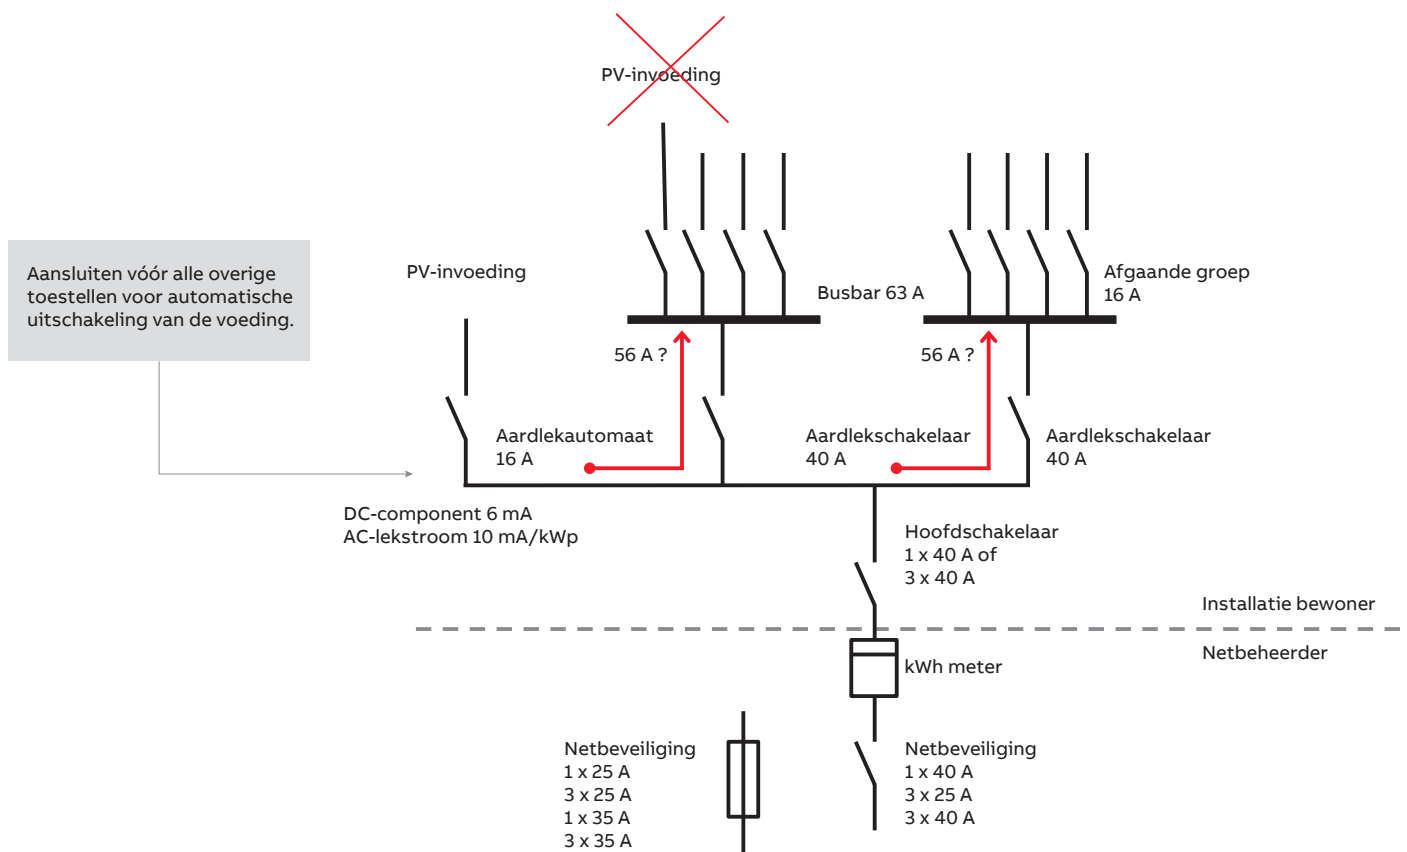 PV-invoeding
Aansluiten vóór alle overige
toestellen voor automatische
uitschakeling van de voeding.
PV-invoeding
Busbar 63 A
Afgaande groep
16 A
56 A ?
56 A ?
Aardlekautomaat
16 A
Aardlekschakelaar
40 A
Aardlekschakelaar
40 A
DC-component 6 mA
AC-lekstroom 10 mA/kWp
Hoofdschakelaar
1 x 40 A of
3 x 40 A
Installatie bewoner
Netbeheerder
kWh meter
Netbeveiliging
1 x 25 A
3 x 25 A
1 x 35 A
3 x 35 A
Netbeveiliging
1 x 40 A
3 x 25 A
3 x 40 A